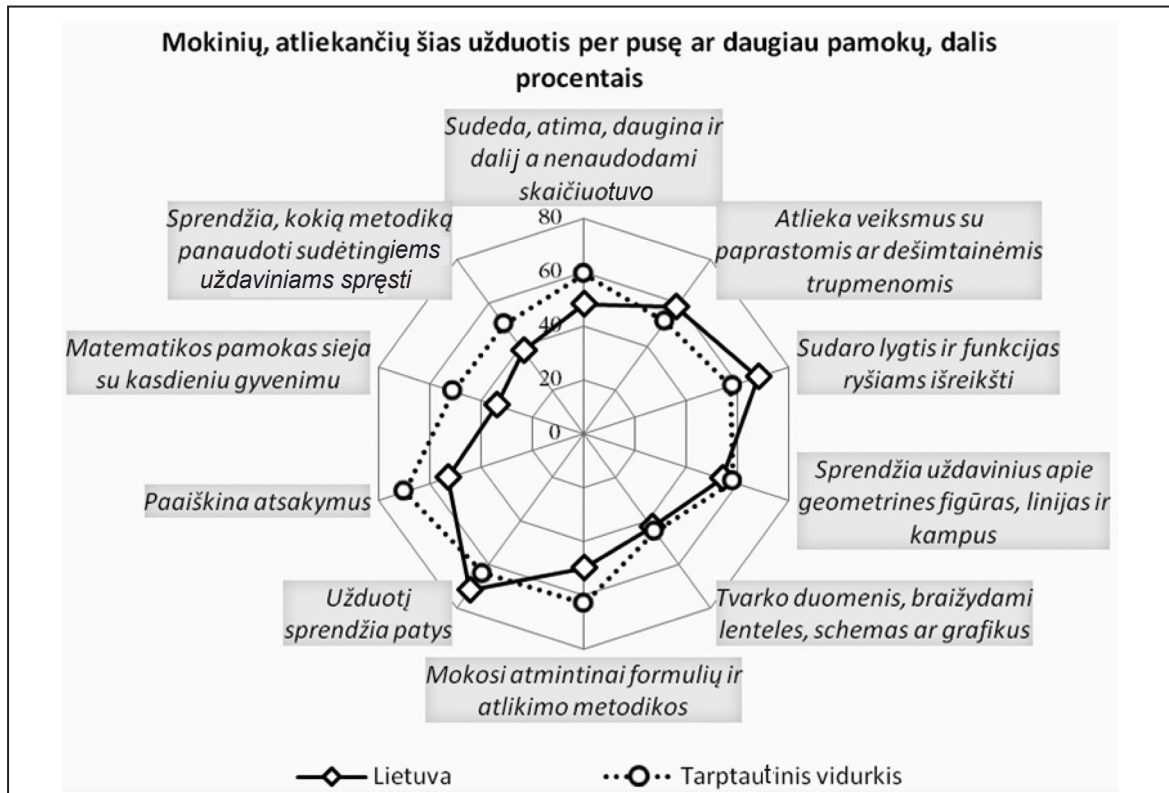 Mokinių, atliekančių šias užduotis per pusę ar daugiau pamokų, dalis
procentais
Sudeda, atima, daugina ir
dalij a nenaudodami
skaičiuotuvo
Sprendžia, kokią metodiką
panaudoti sudėtingiems
uždaviniams spręsti
Atlieka veiksmus su
paprastomis ar dešimtainėmis
trupmenomis
Matematikos pamokas sieja
su kasdieniu gyvenimu
Sudaro lygtis ir funkcijas
ryšiams išreikšti
80
60
40
20
0
Paaiškina atsakymus
Sprendžia uždavinius apie
geometrines figūras, linijas ir
kampus
Užduotį
sprendžia patys
Tvarko duomenis, braižydami
lenteles, schemas ar grafikus
Mokosi atmintinai formulių ir
atlikimo metodikos
Lietuva
Tarptautinis vidurkis